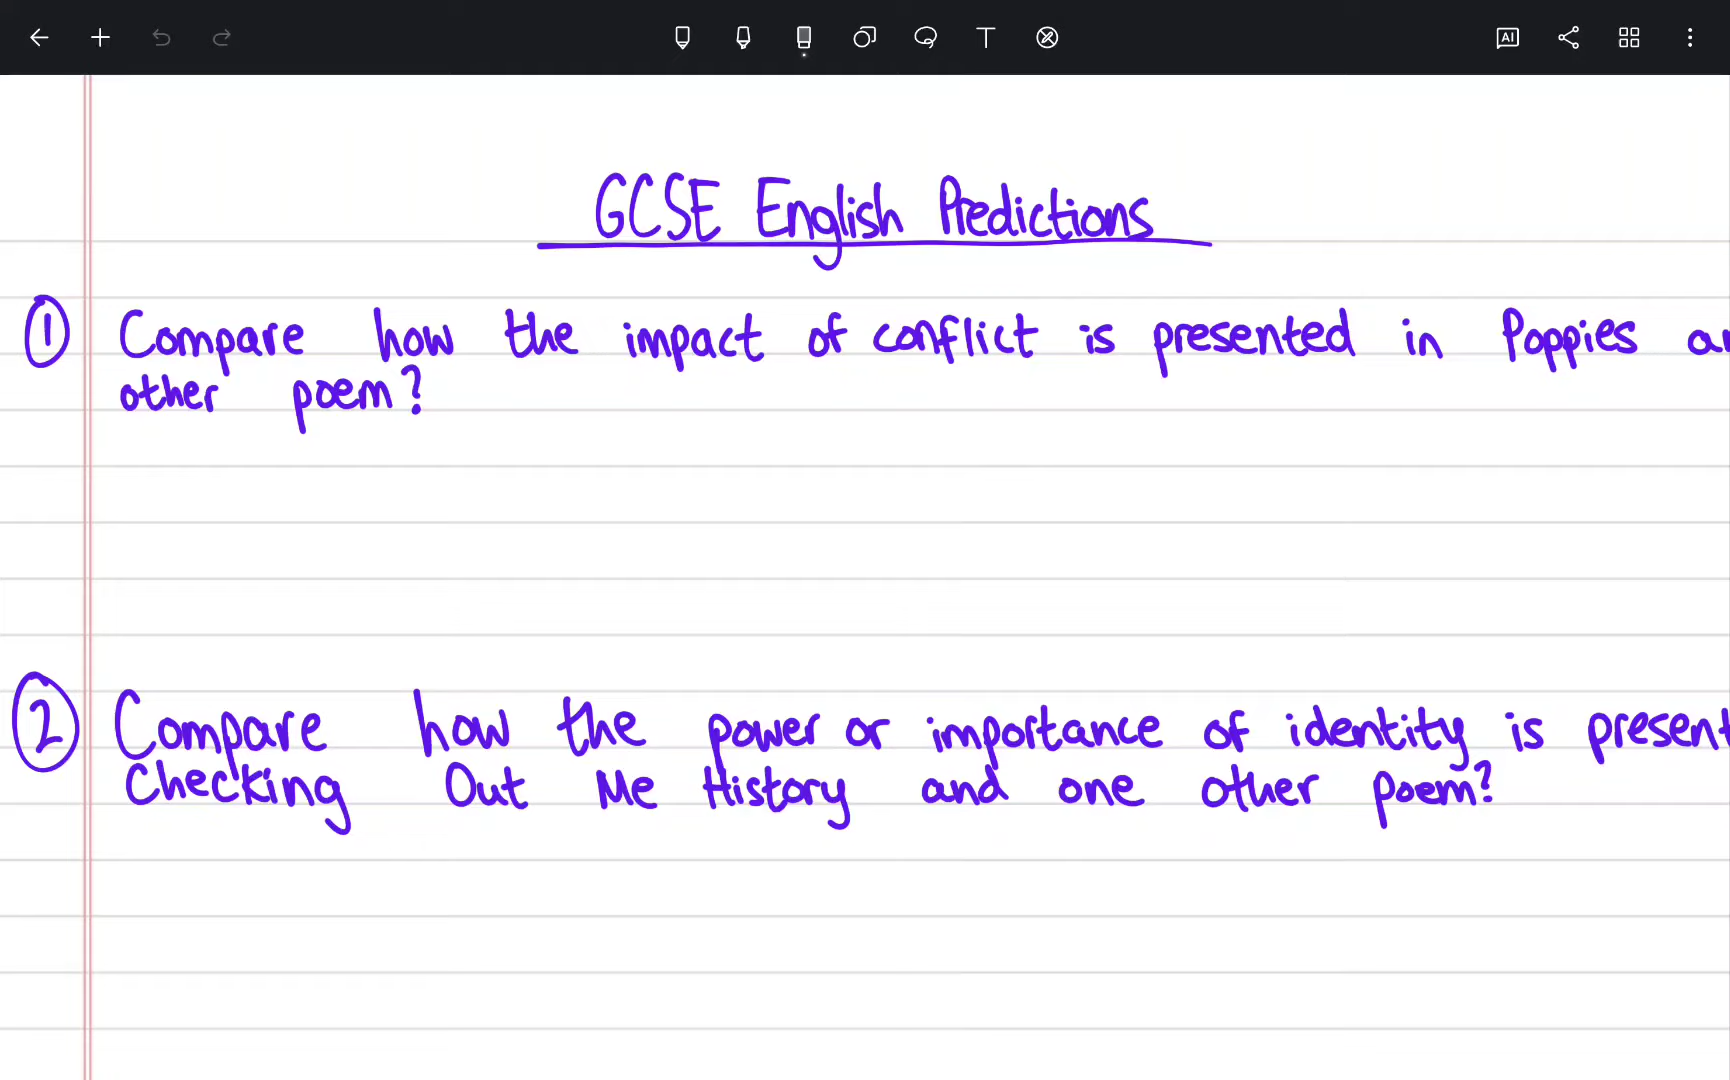 AI
GCSE English Predictions
1 Compare how the impact of conflict is presented in Poppies
other poem?
2 Compare how the power or importance of identity is present
Checking Out Me History and one other poem?